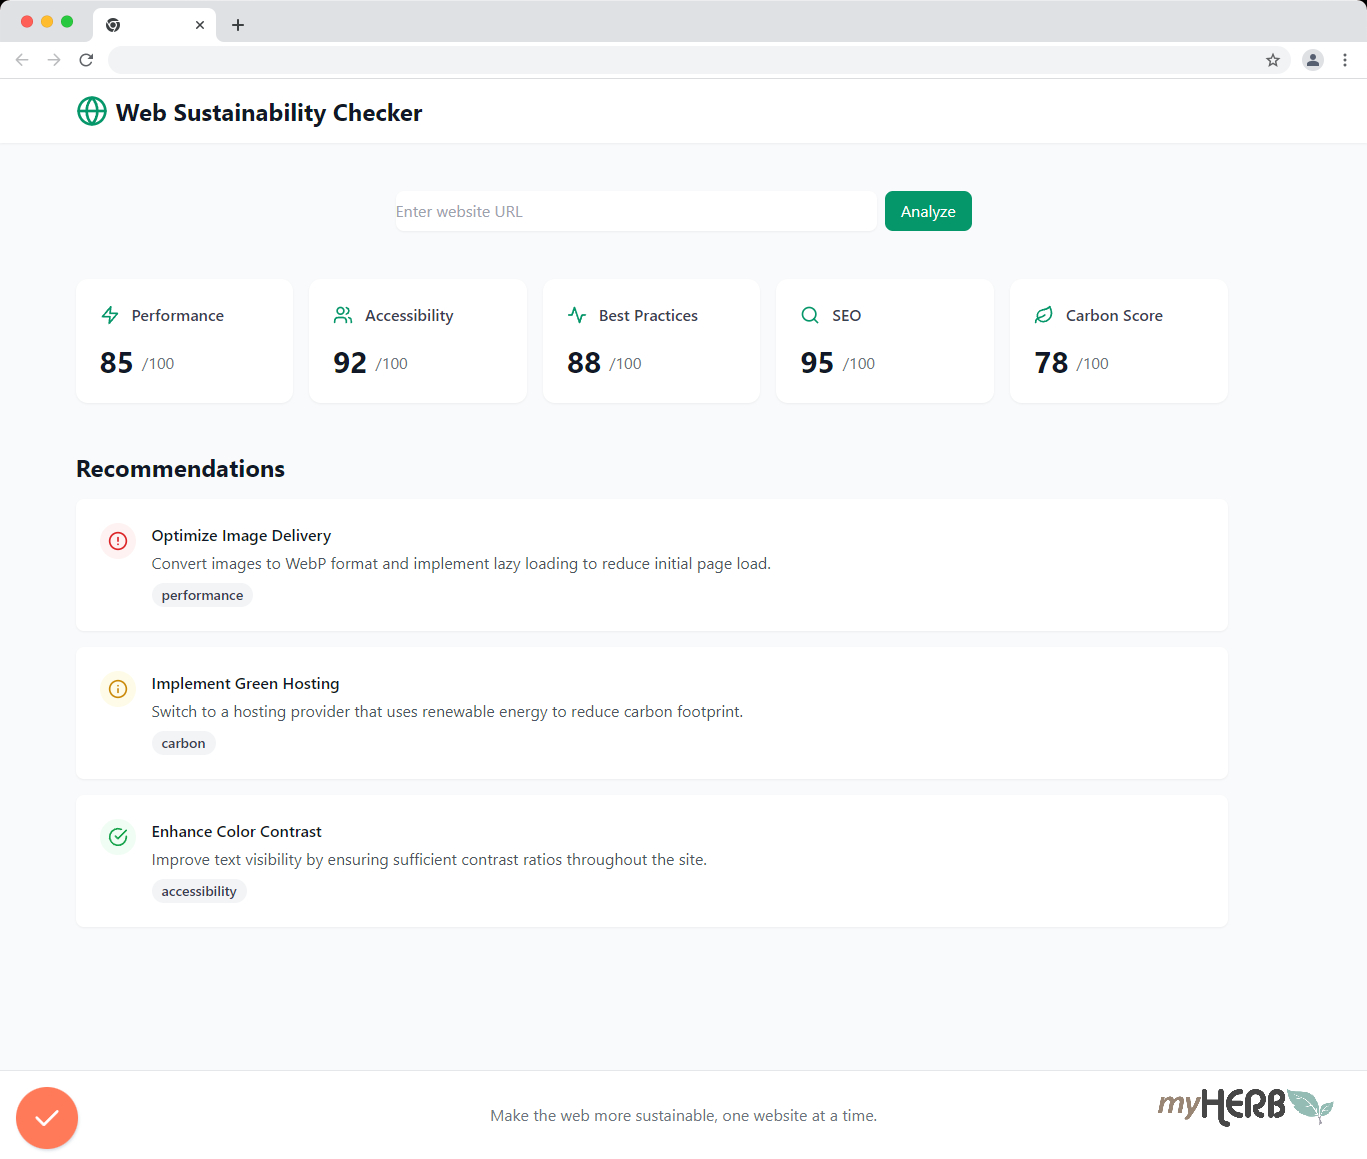 Web Sustainability Checker
Enter website URL
Analyze
Performance
85 /100
Accessibility
92 /100
Best Practices
88 /100
SEO
95 /100
Carbon Score
78 /100
Recommendations
Optimize Image Delivery
Convert images to WebP format and implement lazy loading to reduce initial page load.
performance
Implement Green Hosting
Switch to a hosting provider that uses renewable energy to reduce carbon footprint.
carbon
Enhance Color Contrast
Improve text visibility by ensuring sufficient contrast ratios throughout the site.
accessibility
Make the web more sustainable, one website at a time.
myHERB